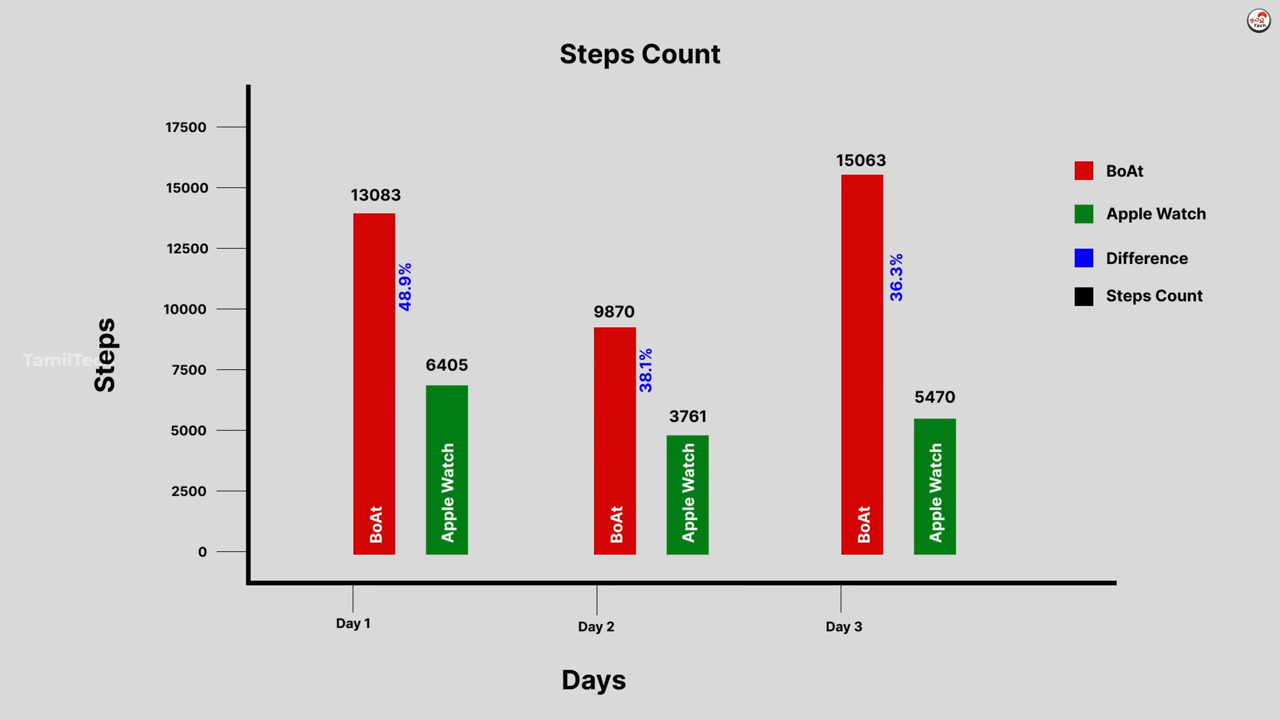 Steps Count
17500
15000
12500
10000
7500
5000
2500
0
Steps
13083
48.9%
6405
BoAt
Apple Watch
9870
38.1%
3761
BoAt
Apple Watch
15063
36.3%
5470
BoAt
Apple Watch
BoAt
Apple Watch
Difference
Steps Count
Day 1
Day 2
Day 3
Days